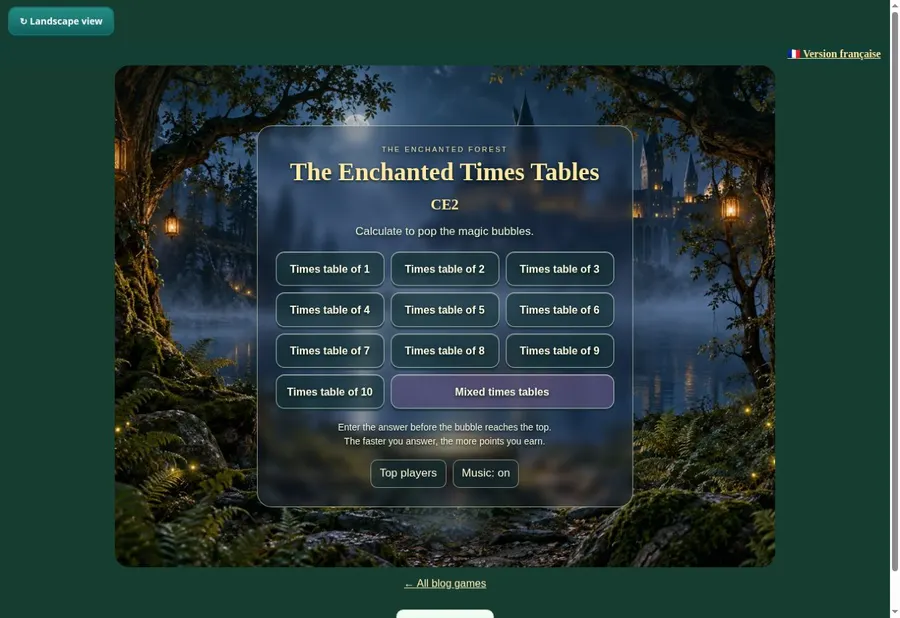 ↻ Landscape view
🇫🇷 Version française
THE ENCHANTED FOREST
The Enchanted Times Tables
CE2
Calculate to pop the magic bubbles.
Times table of 1
Times table of 2
Times table of 3
Times table of 4
Times table of 5
Times table of 6
Times table of 7
Times table of 8
Times table of 9
Times table of 10
Mixed times tables
Enter the answer before the bubble reaches the top.
The faster you answer, the more points you earn.
Top players
Music: on
← All blog games